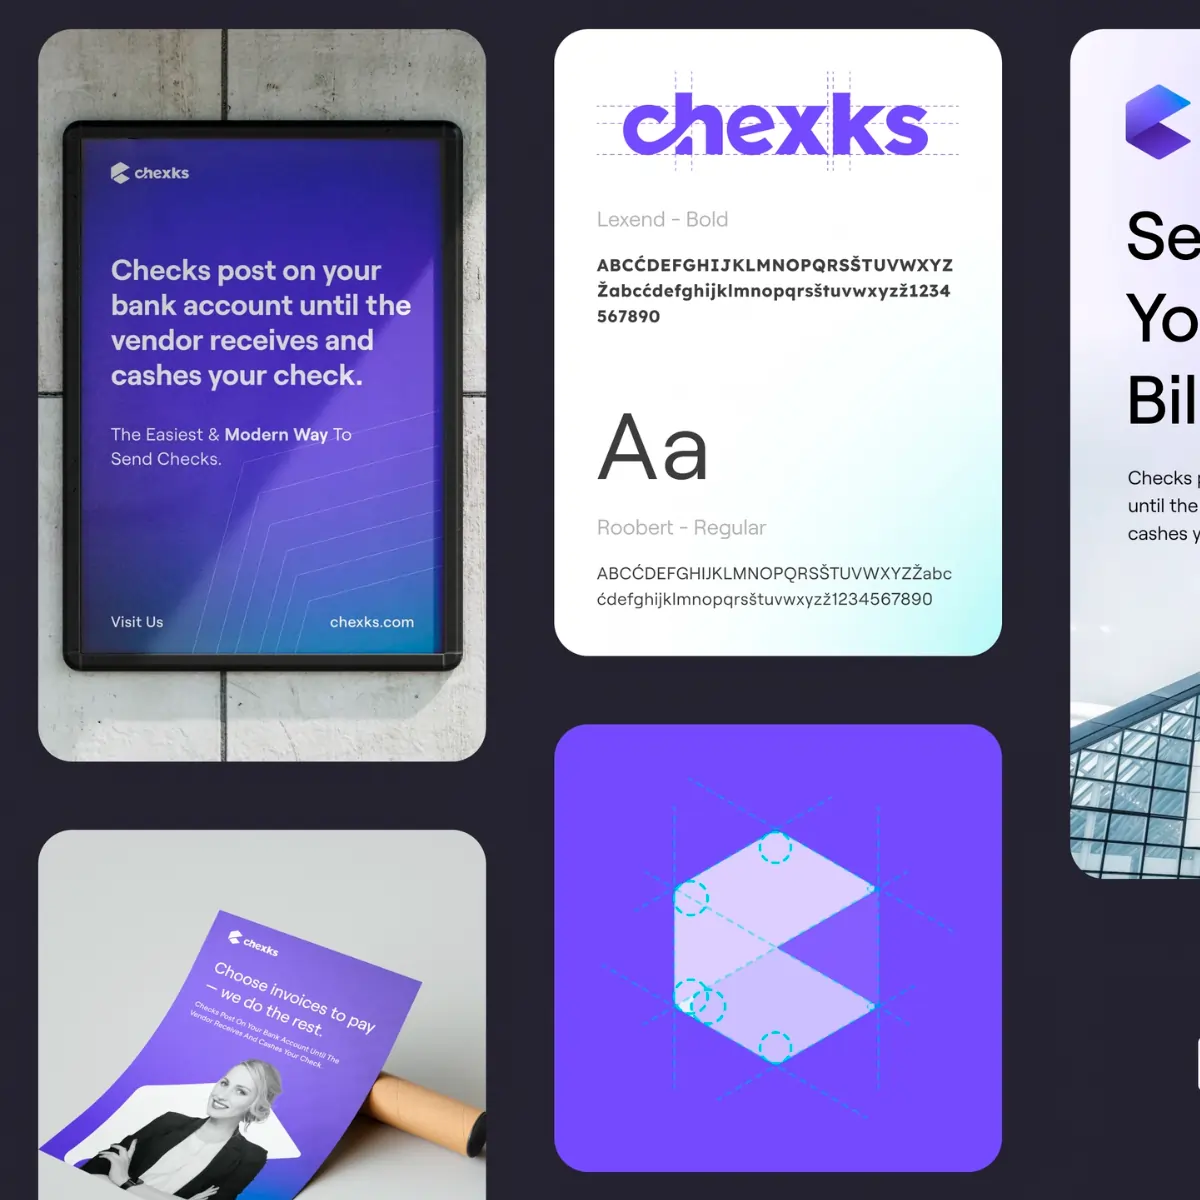 chexks
Checks post on your
bank account until the
vendor receives and
cashes your check.
The Easiest & Modern Way To
Send Checks.
Visit Us
chexks.com
chexks
Lexend - Bold
ABCĆDEFGHIJKLMNOPQRSŠTUVWXYZ
Žabcćdefghijklmnopqrsštuvwxyzž1234
567890
Aa
Roobert - Regular
ABCĆDEFGHIJKLMNOPQRSŠTUVWXYZŽabc
ćdefghijklmnopqrsštuvwxyzž1234567890
Se
Yo
Bil
Checks p
until the
cashes y
chexks
Choose invoices to pay
— we do the rest.
Checks Post On Your Bank Account Until The
Vendor Receives And Cashes Your Check.